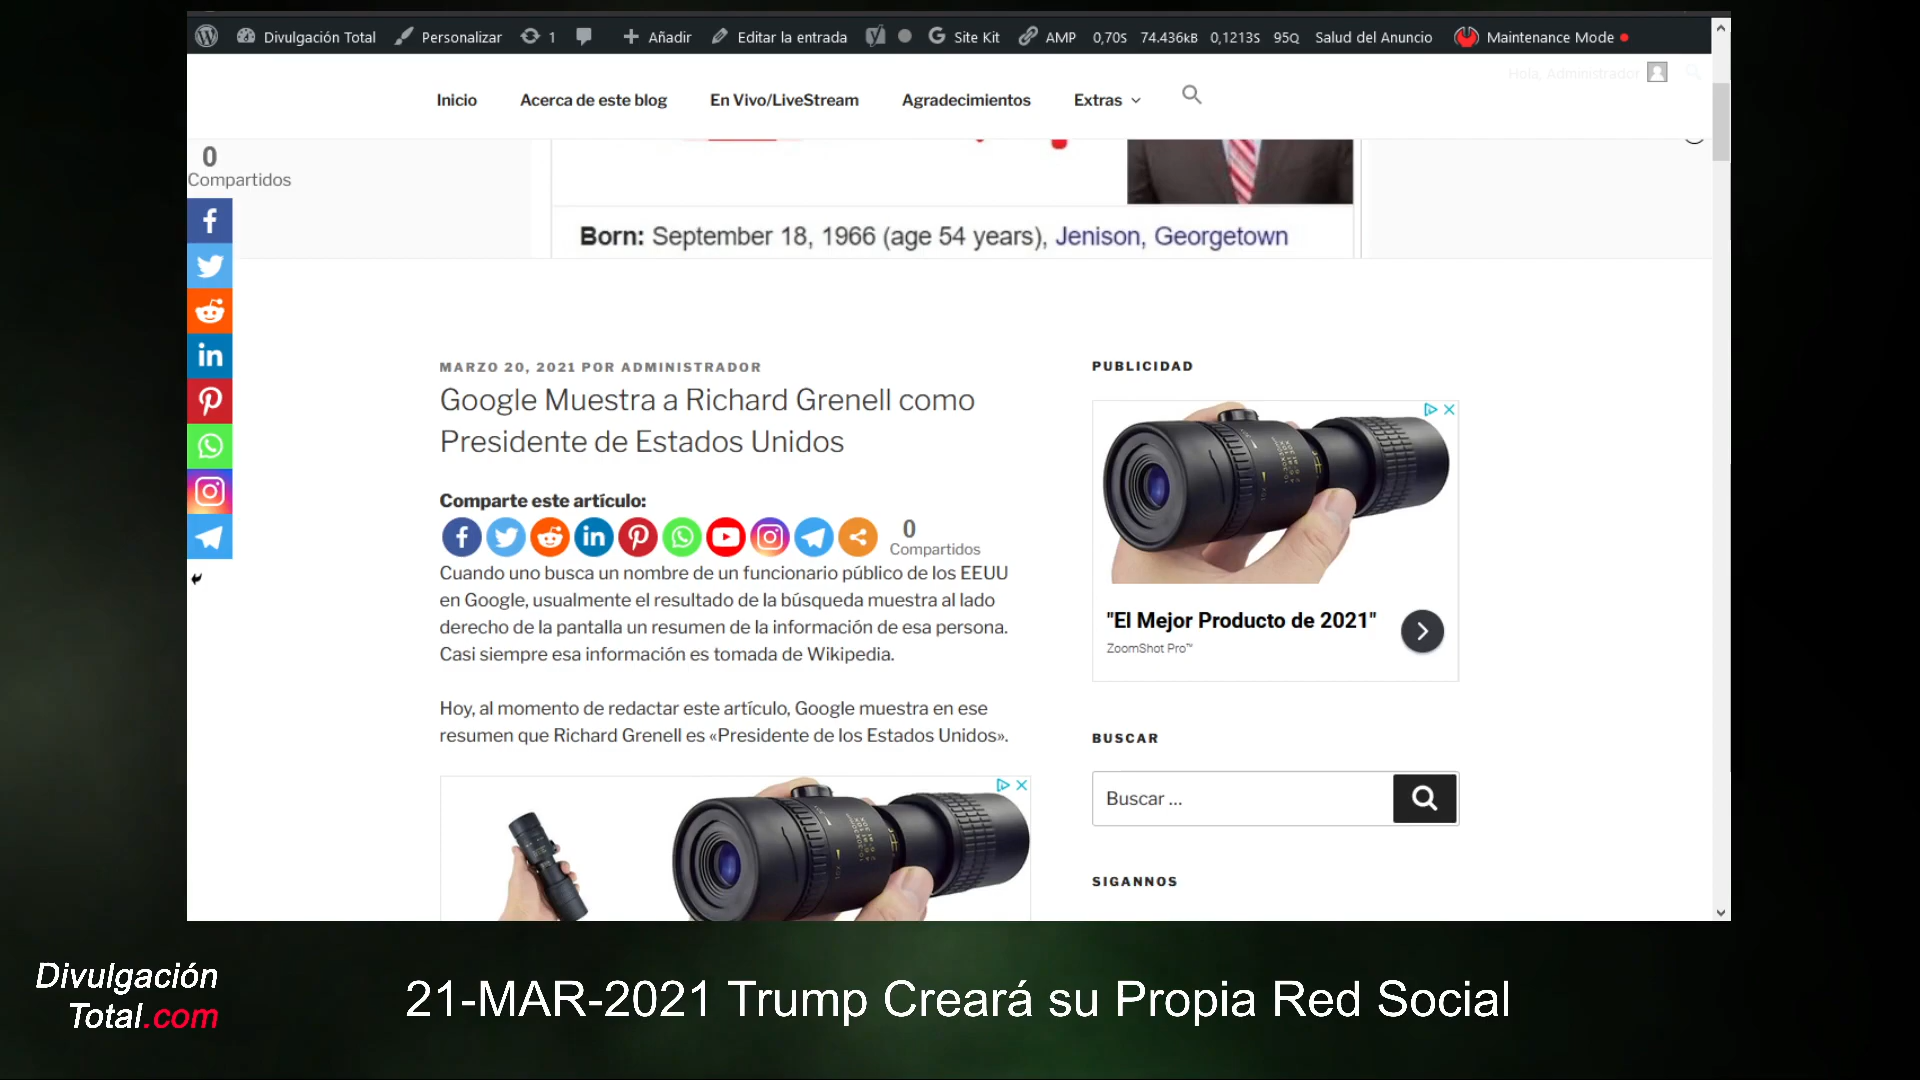 Divulgación Total
Personalizar
1
Añadir
Editar la entrada
Site Kit
AMP
0,70S
74.436kB
0,1213S
95Q
Salud del Anuncio
Maintenance Mode
Hola, Administrador
Inicio
Acerca de este blog
En Vivo/LiveStream
Agradecimientos
Extras
0
Compartidos
Born: September 18, 1966 (age 54 years), Jenison, Georgetown
MARZO 20, 2021 POR ADMINISTRADOR
Google Muestra a Richard Grenell como
Presidente de Estados Unidos
Comparte este artículo:
0
Compartidos
Cuando uno busca un nombre de un funcionario público de los EEUU
en Google, usualmente el resultado de la búsqueda muestra al lado
derecho de la pantalla un resumen de la información de esa persona.
Casi siempre esa información es tomada de Wikipedia.
Hoy, al momento de redactar este artículo, Google muestra en ese
resumen que Richard Grenell es «Presidente de los Estados Unidos».
PUBLICIDAD
"El Mejor Producto de 2021"
ZoomShot Pro™
BUSCAR
Buscar ...
SIGANNOS
Divulgación
Total.com
21-MAR-2021 Trump Creará su Propia Red Social